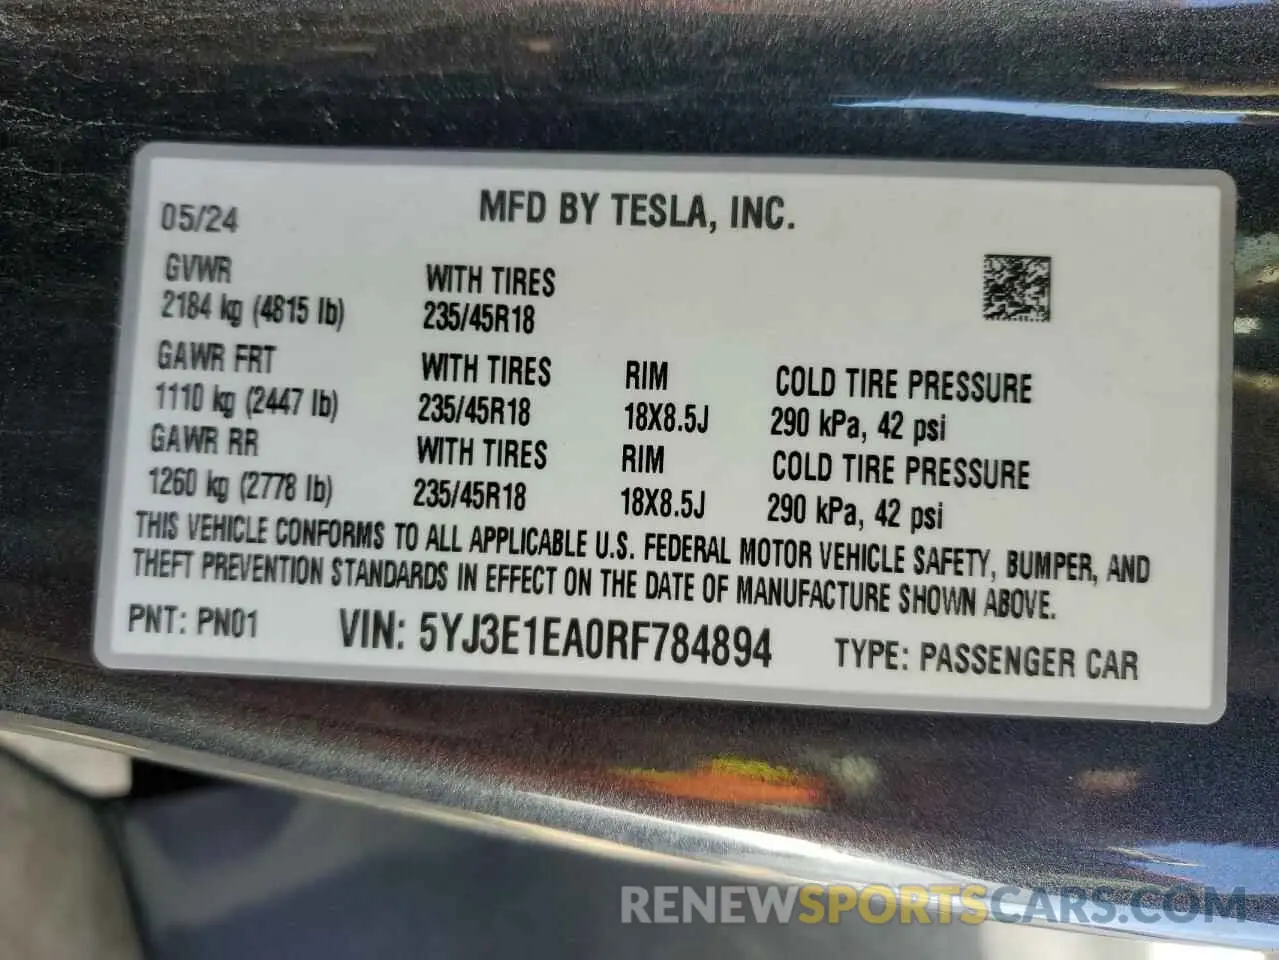 05/24 MFD BY TESLA, INC.
GVWR WITH TIRES
2184 kg (4815 lb) 235/45R18
GAWR FRT WITH TIRES RIM COLD TIRE PRESSURE
1110 kg (2447 lb) 235/45R18 18X8.5J 290 kPa, 42 psi
GAWR RR WITH TIRES RIM COLD TIRE PRESSURE
1260 kg (2778 lb) 235/45R18 18X8.5J 290 kPa, 42 psi
THIS VEHICLE CONFORMS TO ALL APPLICABLE U.S. FEDERAL MOTOR VEHICLE SAFETY, BUMPER, AND
THEFT PREVENTION STANDARDS IN EFFECT ON THE DATE OF MANUFACTURE SHOWN ABOVE.
PNT: PN01 VIN: 5YJ3E1EA0RF784894 TYPE: PASSENGER CAR
RENEWSPORTSCARS.COM